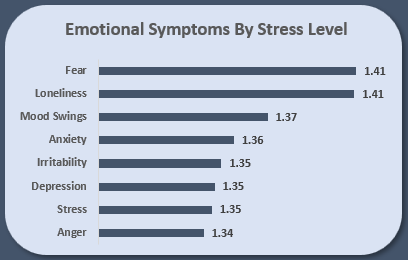 Emotional Symptoms By Stress Level
Fear 1.41
Loneliness 1.41
Mood Swings 1.37
Anxiety 1.36
Irritability 1.35
Depression 1.35
Stress 1.35
Anger 1.34